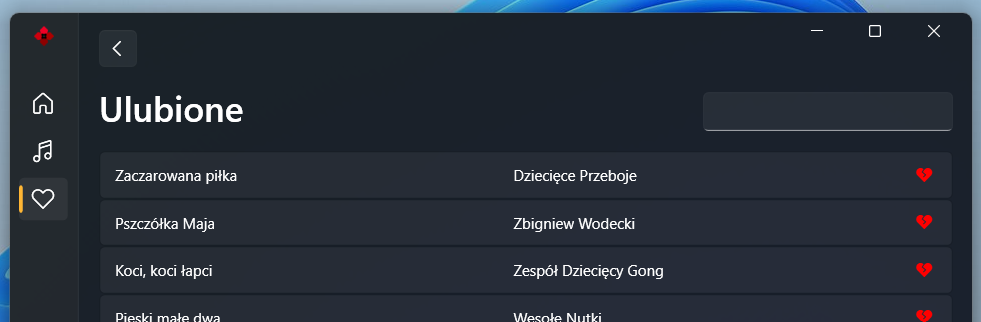 Ulubione
Zaczarowana piłka Dziecięce Przeboje
Pszczółka Maja Zbigniew Wodecki
Koci, koci łapci Zespół Dziecięcy Gong
Pieski małe dwa Wesołe Nutki